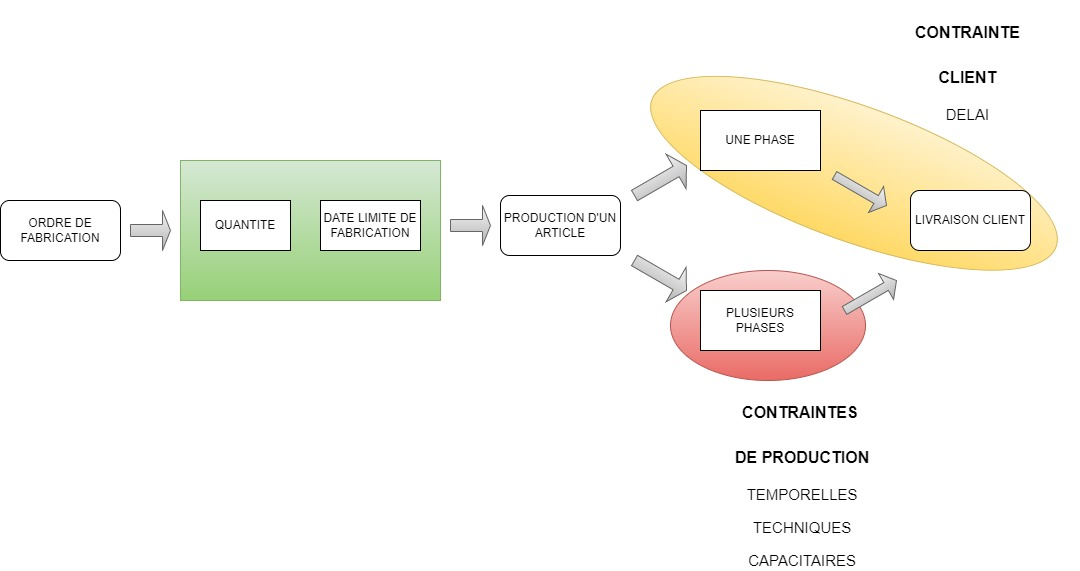 CONTRAINTE
CLIENT
DELAI
UNE PHASE
ORDRE DE
FABRICATION
QUANTITE
DATE LIMITE DE
FABRICATION
PRODUCTION D'UN
ARTICLE
LIVRAISON CLIENT
PLUSIEURS
PHASES
CONTRAINTES
DE PRODUCTION
TEMPORELLES
TECHNIQUES
CAPACITAIRES